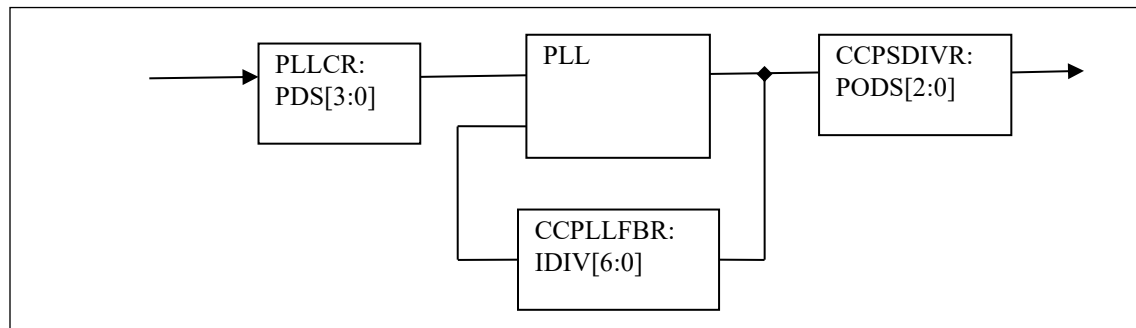 PLLCR:
PDS[3:0]
PLL
CCPSDIVR:
PODS[2:0]
CCPLLFBR:
IDIV[6:0]